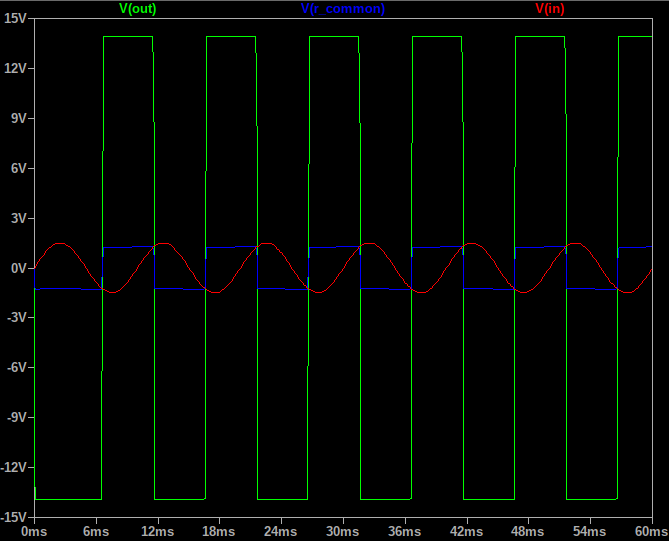 V(out) V(r_common) V(in)
15V
12V
9V
6V
3V
0V
-3V
-6V
-9V
-12V
-15V
0ms 6ms 12ms 18ms 24ms 30ms 36ms 42ms 48ms 54ms 60ms